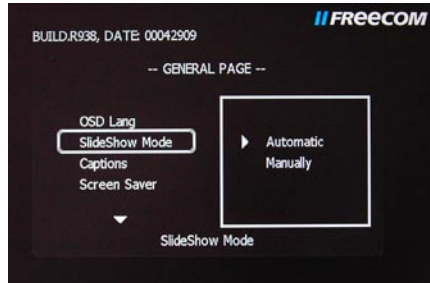 FREECOM
BUILD.R938, DATE 00042909
-- GENERAL PAGE --
OSD Lang
SlideShow Mode
Automatic
Captions
Manually
Screen Saver
SlideShow Mode